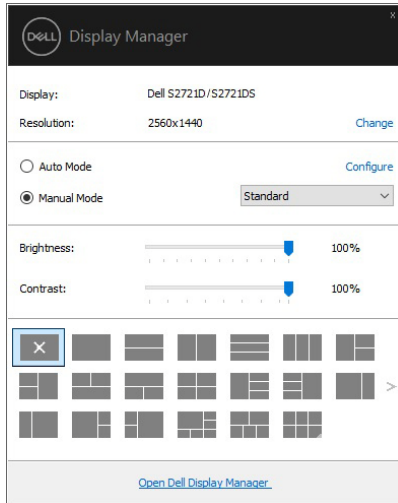 x
DELL Display Manager
Display: Dell S2721D/S2721DS
Resolution: 2560x1440 Change
Auto Mode Configure
Manual Mode Standard
Brightness: 100%
Contrast: 100%
>
Open Dell Display Manager